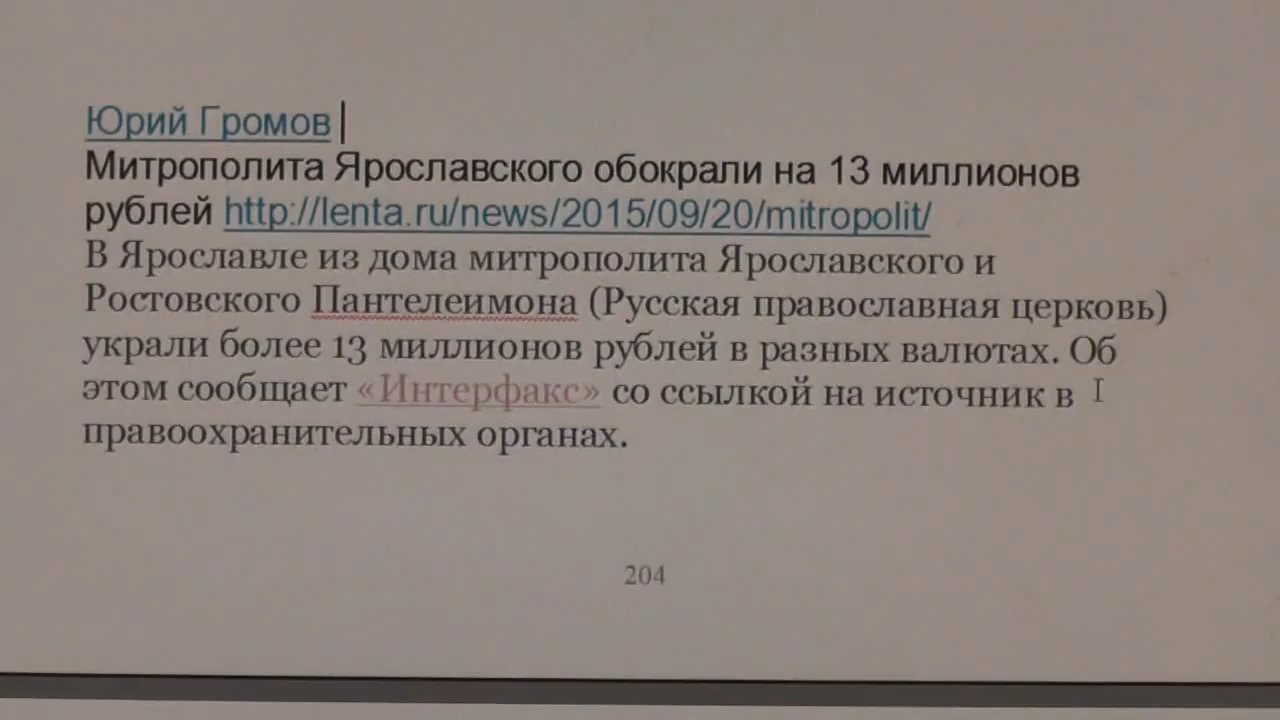 Юрий Громов
Митрополита Ярославского обокрали на 13 миллионов
рублей http://lenta.ru/news/2015/09/20/mitropolit/
В Ярославле из дома митрополита Ярославского и
Ростовского Пантелеимона (Русская православная церковь)
украли более 13 миллионов рублей в разных валютах. Об
этом сообщает «Интерфакс» со ссылкой на источник в
правоохранительных органах.
204